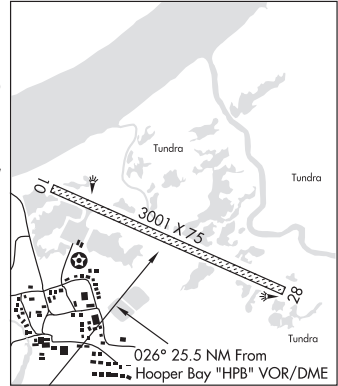 Tundra
Tundra
10
3001 X 75
28
Tundra
026° 25.5 NM From
Hooper Bay "HPB" VOR/DME